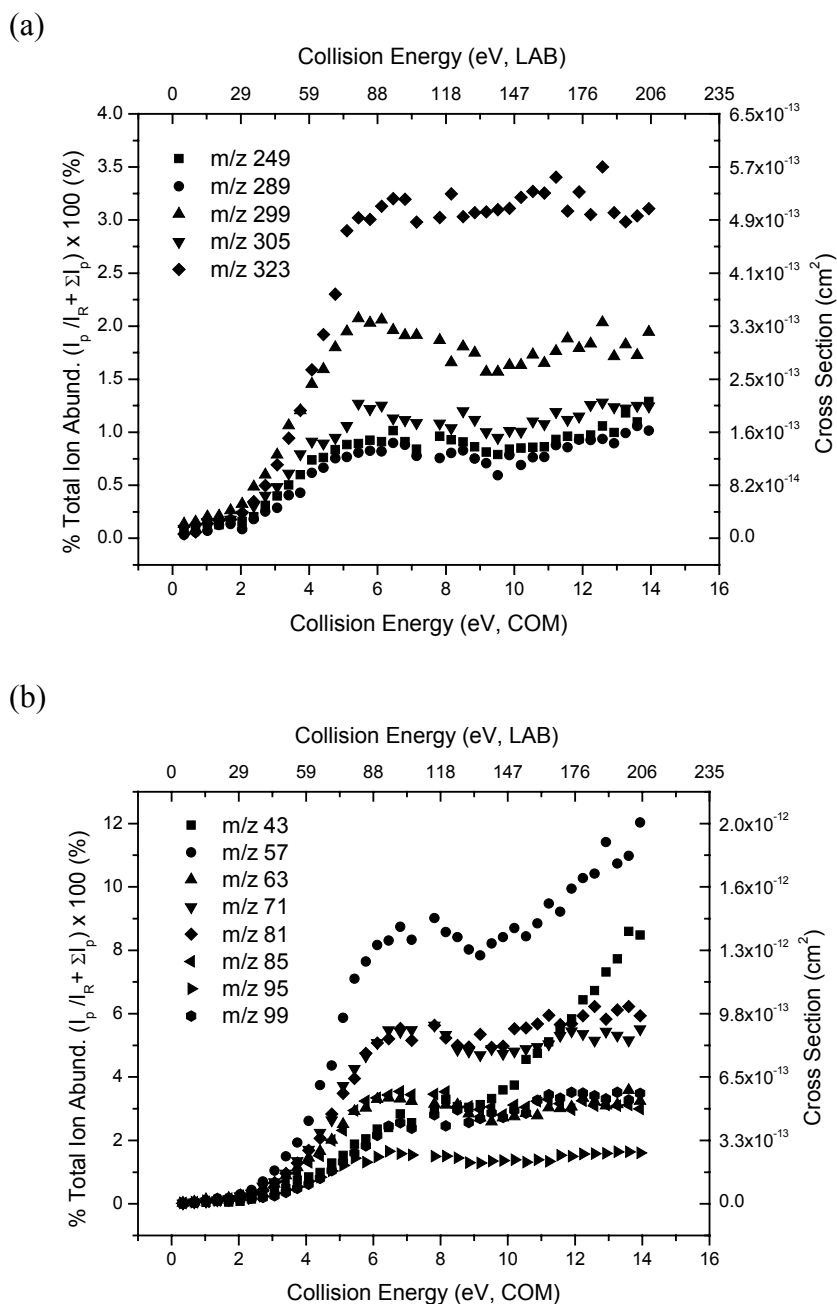 (a)
Collision Energy (eV, LAB)
0 29 59 88 118 147 176 206 235
4.0
3.5
3.0
2.5
2.0
1.5
1.0
0.5
0.0
% Total Ion Abund. (I_p /I_R + ΣI_p) x 100 (%)
m/z 249
m/z 289
m/z 299
m/z 305
m/z 323
6.5x10⁻¹³
5.7x10⁻¹³
4.9x10⁻¹³
4.1x10⁻¹³
3.3x10⁻¹³
2.5x10⁻¹³
1.6x10⁻¹³
8.2x10⁻¹⁴
0.0
Cross Section (cm²)
0 2 4 6 8 10 12 14 16
Collision Energy (eV, COM)
(b)
Collision Energy (eV, LAB)
0 29 59 88 118 147 176 206 235
12
10
8
6
4
2
0
% Total Ion Abund. (I_p /I_R + ΣI_p) x 100 (%)
m/z 43
m/z 57
m/z 63
m/z 71
m/z 81
m/z 85
m/z 95
m/z 99
2.0x10⁻¹²
1.6x10⁻¹²
1.3x10⁻¹²
9.8x10⁻¹³
6.5x10⁻¹³
3.3x10⁻¹³
0.0
Cross Section (cm²)
0 2 4 6 8 10 12 14 16
Collision Energy (eV, COM)